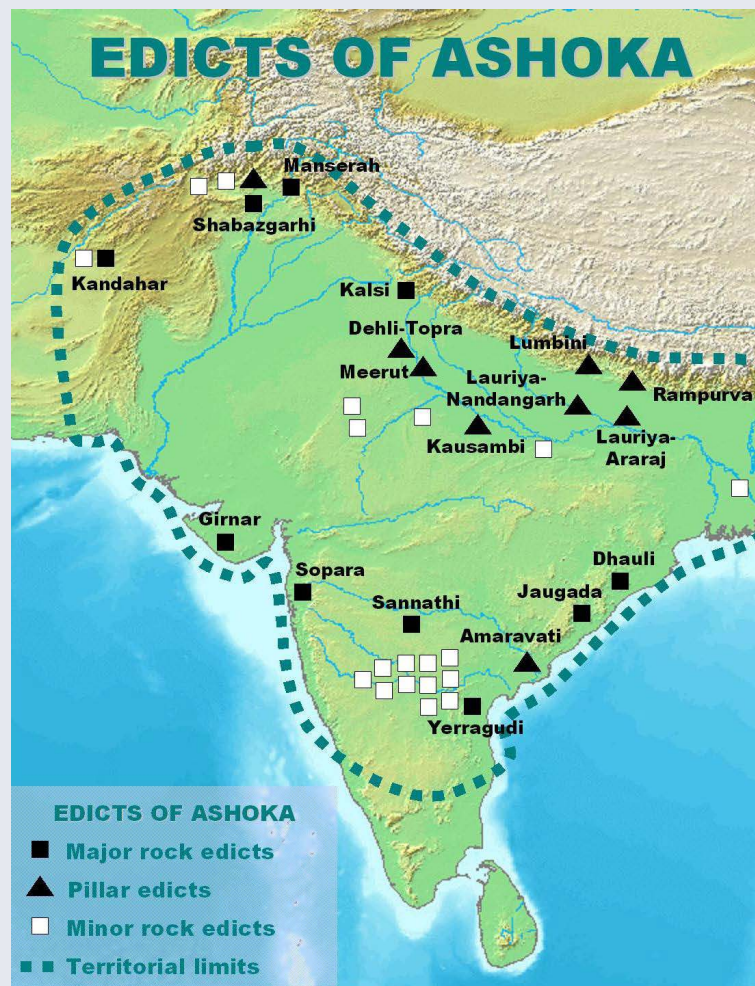 EDICTS OF ASHOKA
Manserah
Shabazgarhi
Kandahar
Kalsi
Dehli-Topra
Lumbini
Meerut
Lauriya-
Nandangarh
Rampurva
Kausambi
Lauriya-
Araraj
Girnar
Sopara
Dhauli
Jaugada
Sannathi
Amaravati
Yerragudi
EDICTS OF ASHOKA
Major rock edicts
Pillar edicts
Minor rock edicts
Territorial limits